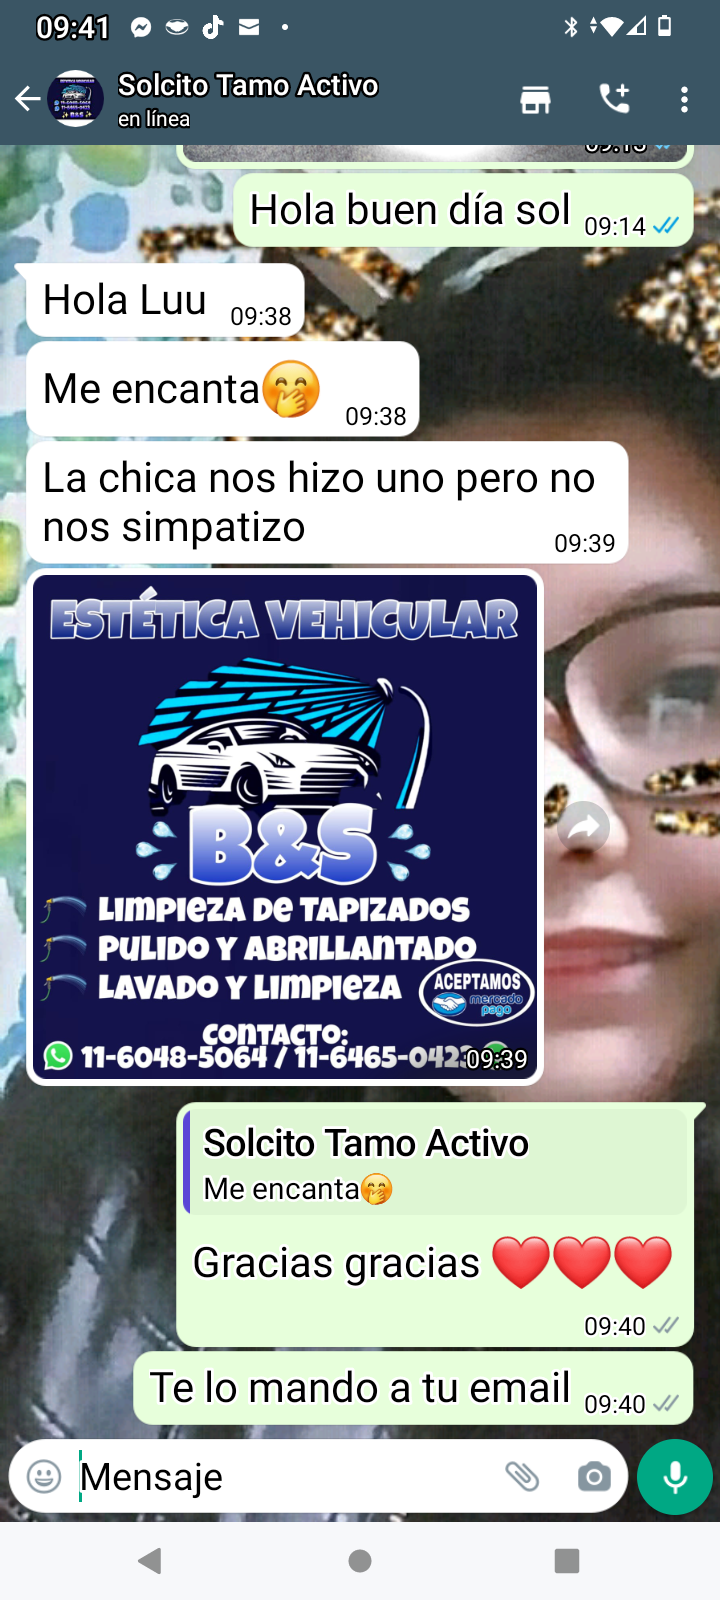 09:41
Solcito Tamo Activo
en línea
Hola buen día sol 09:14
Hola Luu 09:38
Me encanta🤭 09:38
La chica nos hizo uno pero no
nos simpatizo 09:39
ESTÉTICA VEHICULAR
B&S
LIMPIEZA DE TAPIZADOS
PULIDO Y ABRILLANTADO
LAVADO Y LIMPIEZA
ACEPTAMOS
mercado
pago
CONTACTO:
11-6048-5064 / 11-6465-0423
09:39
Solcito Tamo Activo
Me encanta🤭
Gracias gracias ❤️❤️❤️
09:40
Te lo mando a tu email 09:40
Mensaje